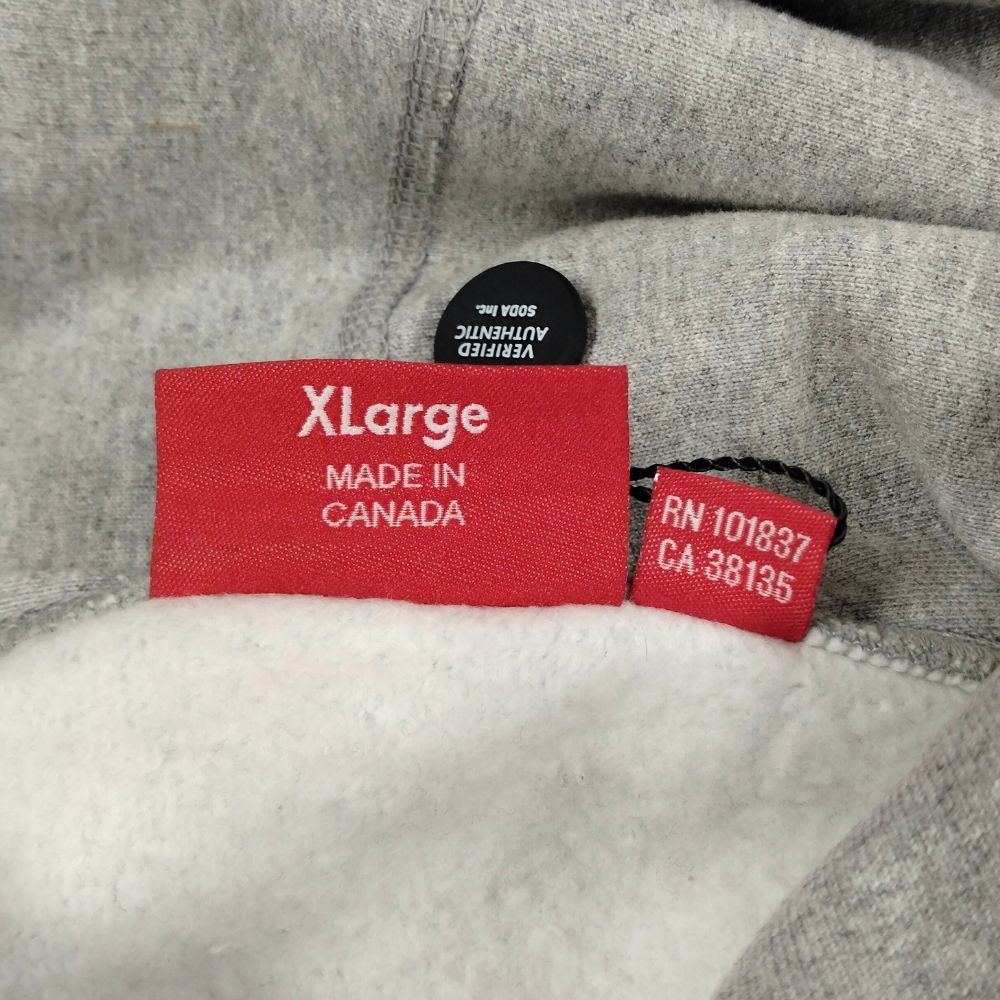 VERIFIED
AUTHENTIC
SODA Inc.
XLarge
MADE IN
CANADA
RN 101837
CA 38135